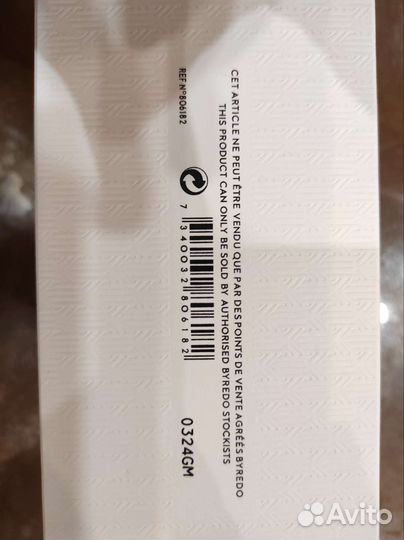 CET ARTICLE NE PEUT ÊTRE VENDU QUE PAR DES POINTS DE VENTE AGRÉÉS BYREDO
THIS PRODUCT CAN ONLY BE SOLD BY AUTHORISED BYREDO STOCKISTS
REF N°806182
7 340032 806182
0324GM
Avito